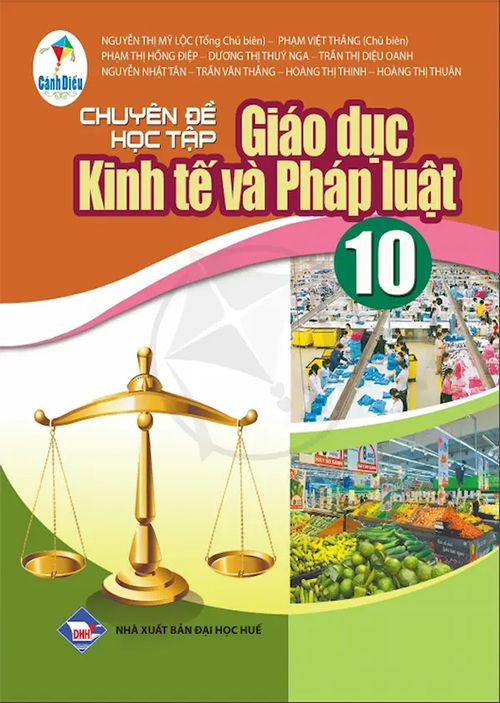 NGUYỄN THỊ MỸ LỘC (Tổng Chủ biên) – PHẠM VIỆT THẮNG (Chủ biên)
PHẠM THỊ HỒNG ĐIỆP – DƯƠNG THỊ THUÝ NGA – TRẦN THỊ DIỆU OANH
NGUYỄN NHẬT TÂN – TRẦN VĂN THẮNG – HOÀNG THỊ THỊNH – HOÀNG THỊ THUẬN
Cánh Diều
CHUYÊN ĐỀ
HỌC TẬP
Giáo dục
Kinh tế và Pháp luật
10
DHH
NHÀ XUẤT BẢN ĐẠI HỌC HUẾ